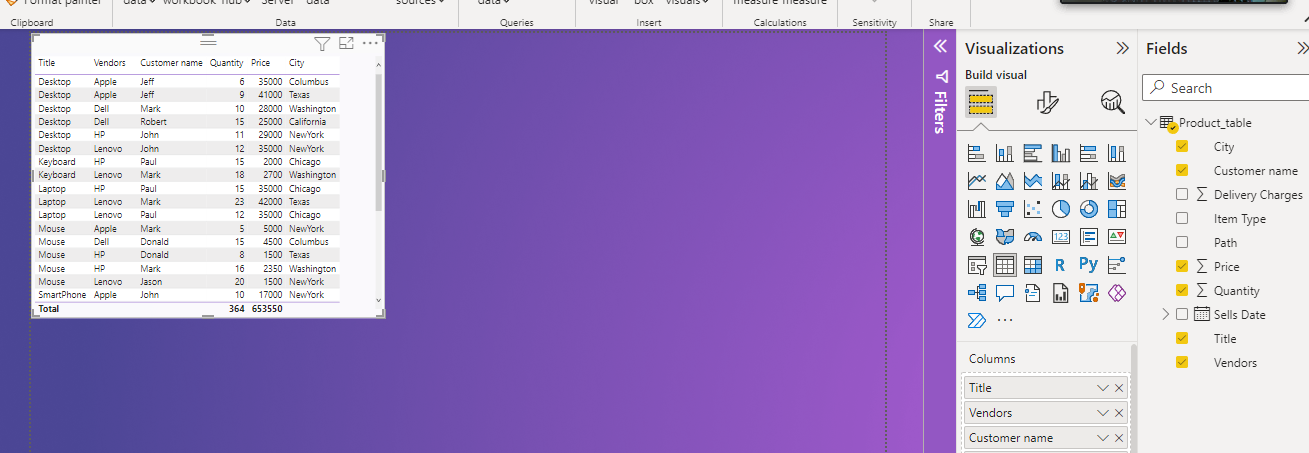 Format painter data workbook hub Server data sources data visual box visuals measure measure
Clipboard Data Queries Insert Calculations Sensitivity Share
Title Vendors Customer name Quantity Price City
Desktop Apple Jeff 6 35000 Columbus
Desktop Apple Jeff 9 41000 Texas
Desktop Dell Mark 10 28000 Washington
Desktop Dell Robert 15 25000 California
Desktop HP John 11 29000 NewYork
Desktop Lenovo John 12 35000 NewYork
Keyboard HP Paul 15 2000 Chicago
Keyboard Lenovo Mark 18 2700 Washington
Laptop HP Paul 15 35000 Chicago
Laptop Lenovo Mark 23 42000 Texas
Laptop Lenovo Paul 12 35000 Chicago
Mouse Apple Mark 5 5000 NewYork
Mouse Dell Donald 15 4500 Columbus
Mouse HP Donald 8 1500 Texas
Mouse HP Mark 16 2350 Washington
Mouse Lenovo Jason 20 1500 NewYork
SmartPhone Apple John 10 17000 NewYork
Total 364 653550
Filters
Visualizations
Build visual
123
R Py
Columns
Title
Vendors
Customer name
Fields
Search
Product_table
City
Customer name
Σ Delivery Charges
Item Type
Path
Σ Price
Σ Quantity
Sells Date
Title
Vendors